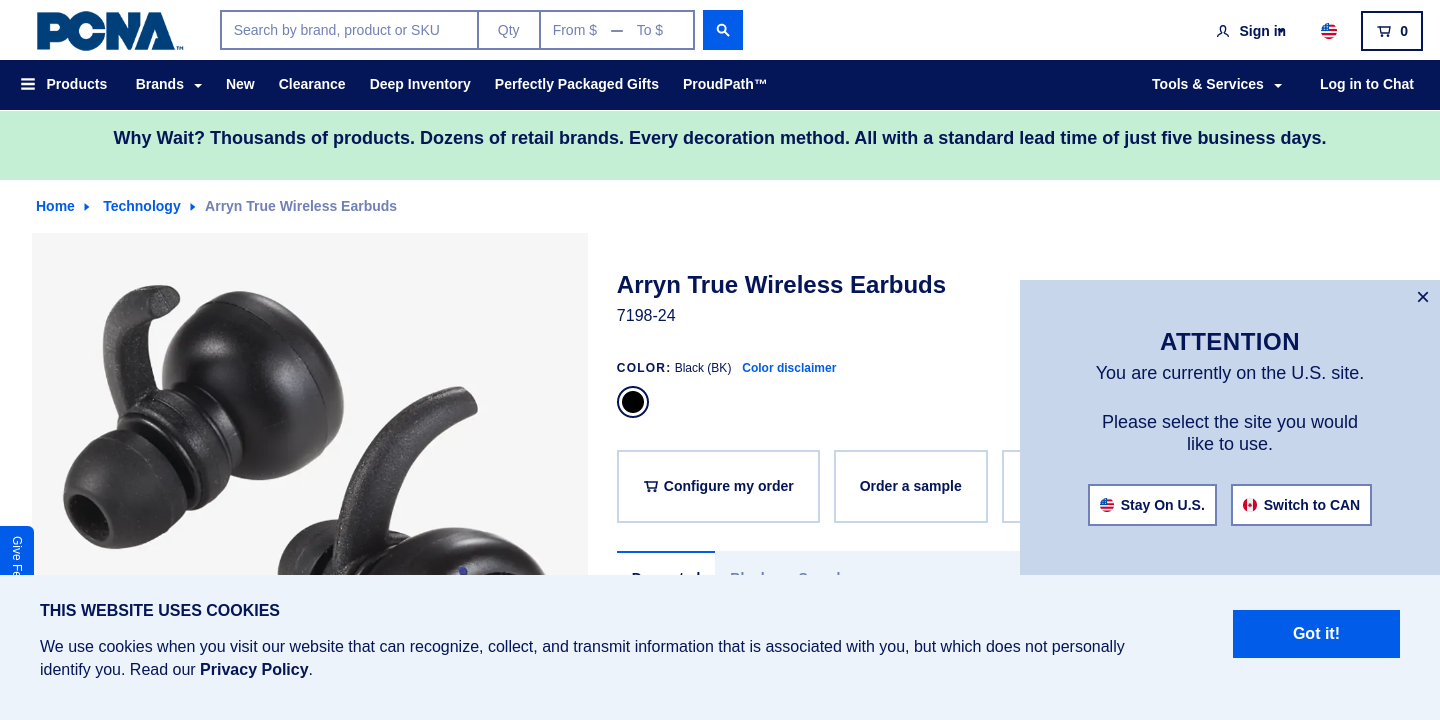 PCNA™
Search by brand, product or SKU
Qty
From $ — To $
Sign in
0
Products
Brands
New
Clearance
Deep Inventory
Perfectly Packaged Gifts
ProudPath™
Tools & Services
Log in to Chat
Why Wait? Thousands of products. Dozens of retail brands. Every decoration method. All with a standard lead time of just five business days.
Home
Technology
Arryn True Wireless Earbuds
Arryn True Wireless Earbuds
7198-24
COLOR: Black (BK) Color disclaimer
Configure my order
Order a sample
ATTENTION
You are currently on the U.S. site.
Please select the site you would
like to use.
Stay On U.S.
Switch to CAN
Give
THIS WEBSITE USES COOKIES
We use cookies when you visit our website that can recognize, collect, and transmit information that is associated with you, but which does not personally
identify you. Read our Privacy Policy.
Got it!